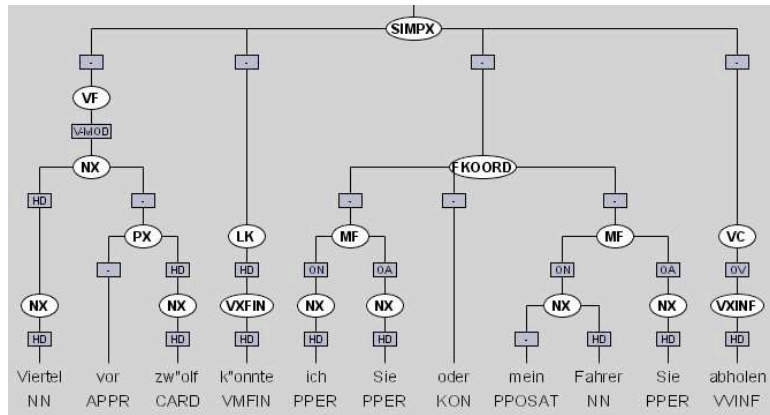 SIMPX
- - - -
VF
V-MOD
NX FKOORD
HD - - - -
PX LK MF MF VC
- HD HD ON OA ON OA OV
NX NX VXFIN NX NX NX NX VXINF
HD HD HD HD HD - HD HD HD
Viertel vor zw"olf k"onnte ich Sie oder mein Fahrer Sie abholen
NN APPR CARD VMFIN PPER PPER KON PPOSAT NN PPER VVINF